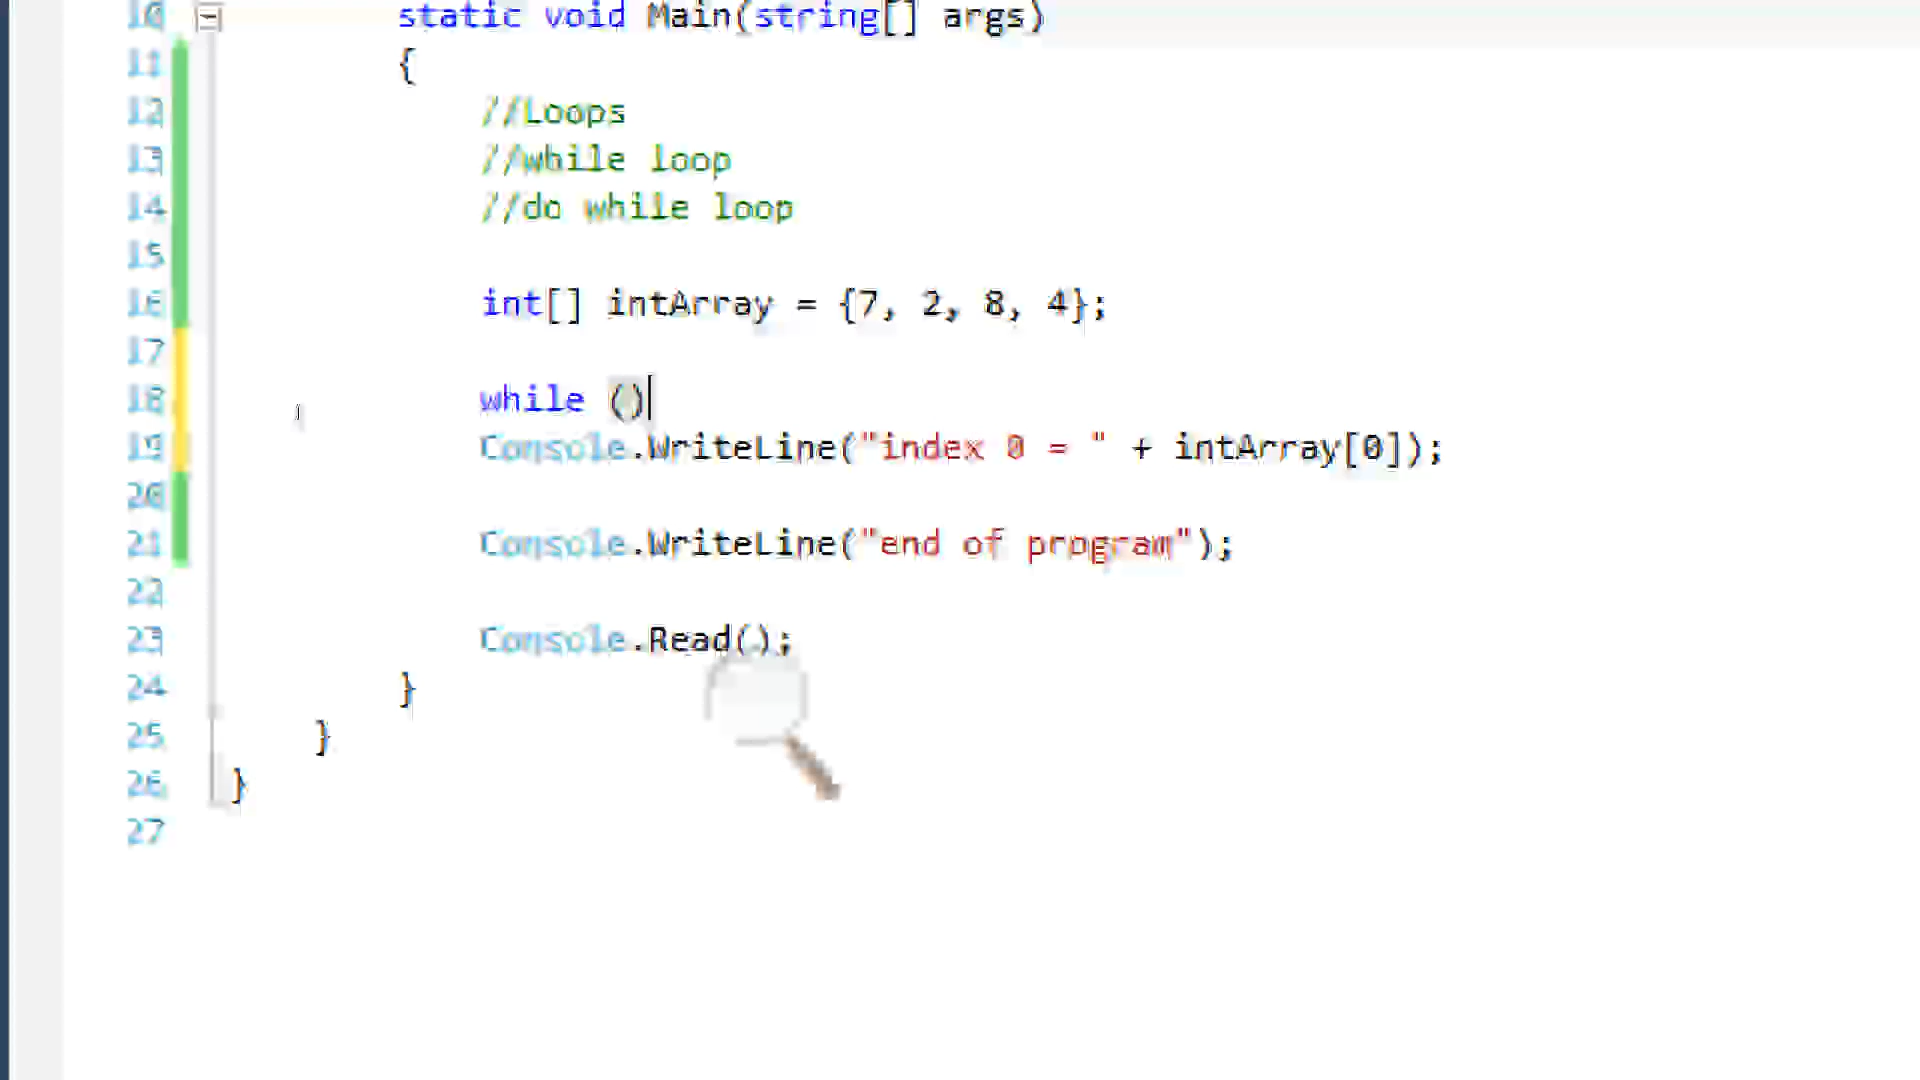 10 static void Main(string[] args)
11 {
12 //Loops
13 //while loop
14 //do while loop
15
16 int[] intArray = {7, 2, 8, 4};
17
18 while ()
19 Console.WriteLine("index 0 = " + intArray[0]);
20
21 Console.WriteLine("end of program");
22
23 Console.Read();
24 }
25 }
26 }
27